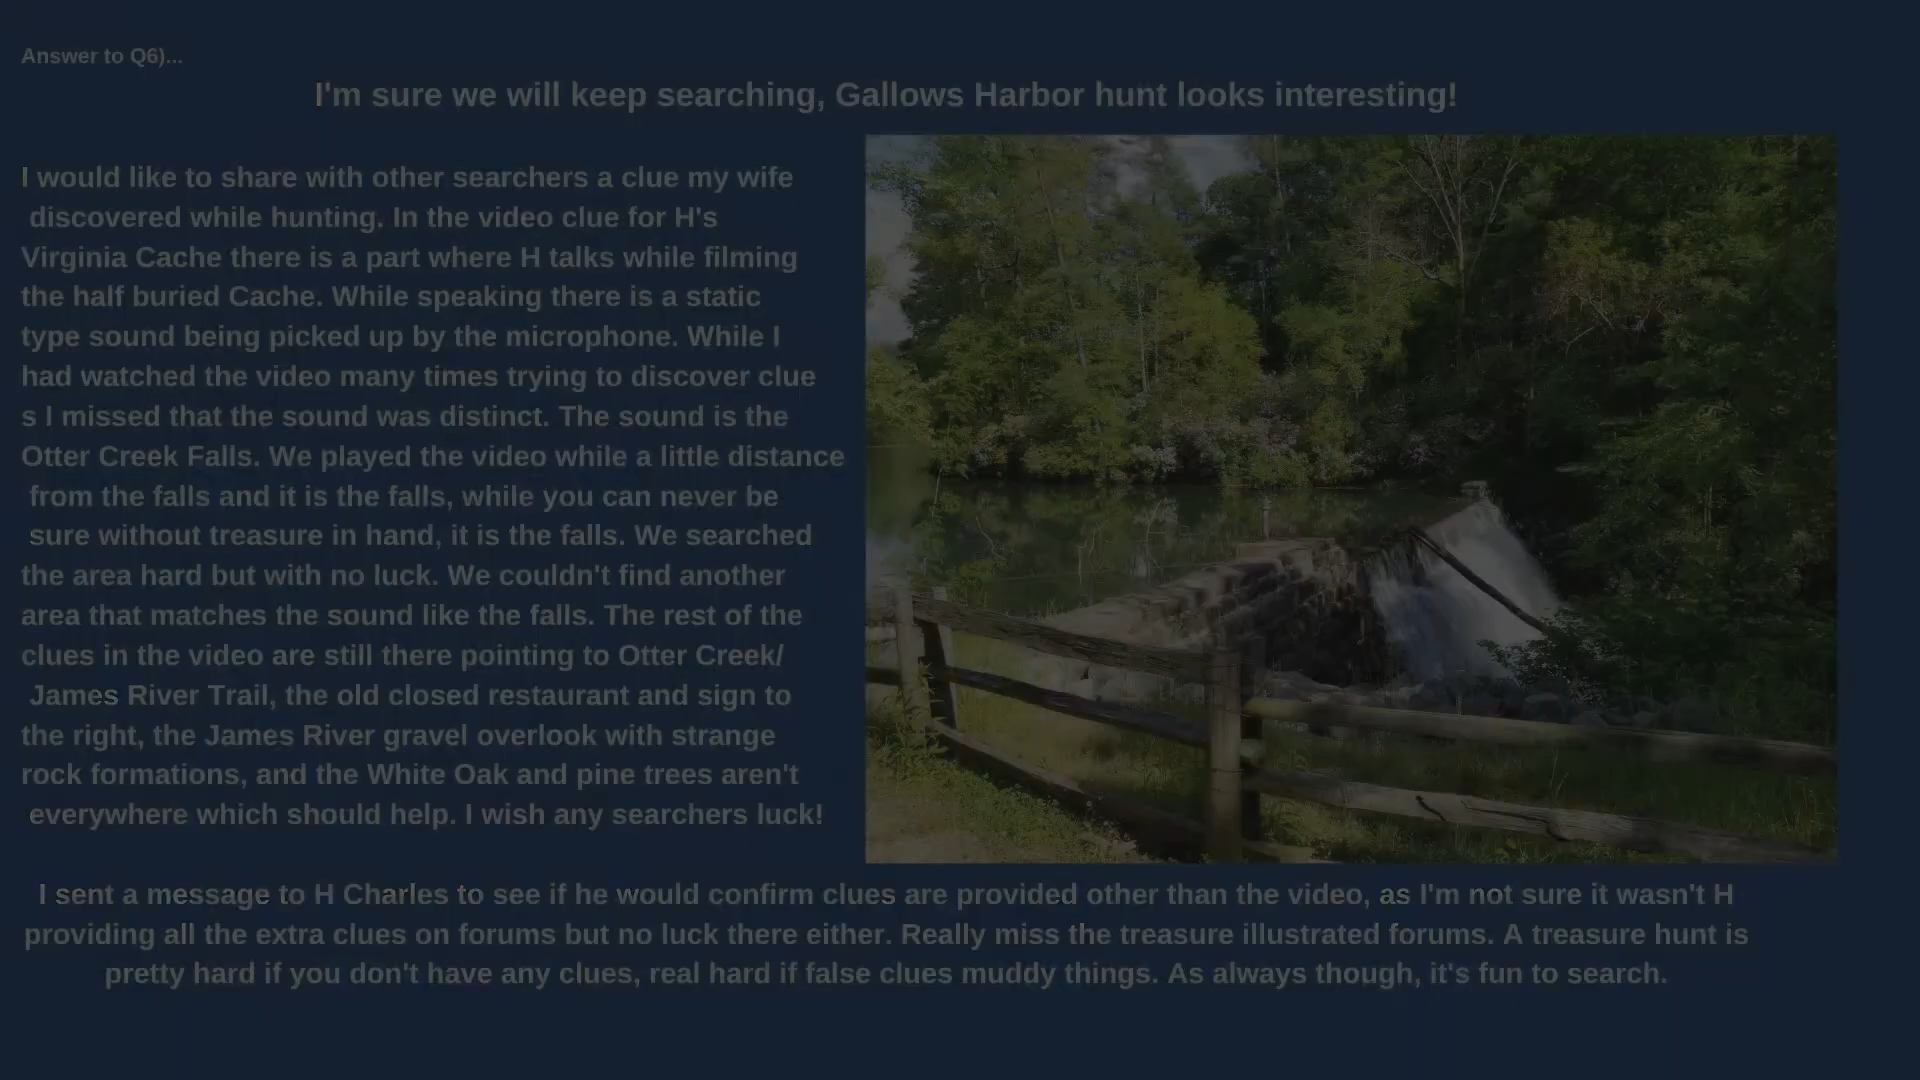 Answer to Q6)...
I'm sure we will keep searching, Gallows Harbor hunt looks interesting!
I would like to share with other searchers a clue my wife
discovered while hunting. In the video clue for H's
Virginia Cache there is a part where H talks while filming
the half buried Cache. While speaking there is a static
type sound being picked up by the microphone. While I
had watched the video many times trying to discover clue
s I missed that the sound was distinct. The sound is the
Otter Creek Falls. We played the video while a little distance
from the falls and it is the falls, while you can never be
sure without treasure in hand, it is the falls. We searched
the area hard but with no luck. We couldn't find another
area that matches the sound like the falls. The rest of the
clues in the video are still there pointing to Otter Creek/
James River Trail, the old closed restaurant and sign to
the right, the James River gravel overlook with strange
rock formations, and the White Oak and pine trees aren't
everywhere which should help. I wish any searchers luck!
I sent a message to H Charles to see if he would confirm clues are provided other than the video, as I'm not sure it wasn't H
providing all the extra clues on forums but no luck there either. Really miss the treasure illustrated forums. A treasure hunt is
pretty hard if you don't have any clues, real hard if false clues muddy things. As always though, it's fun to search.